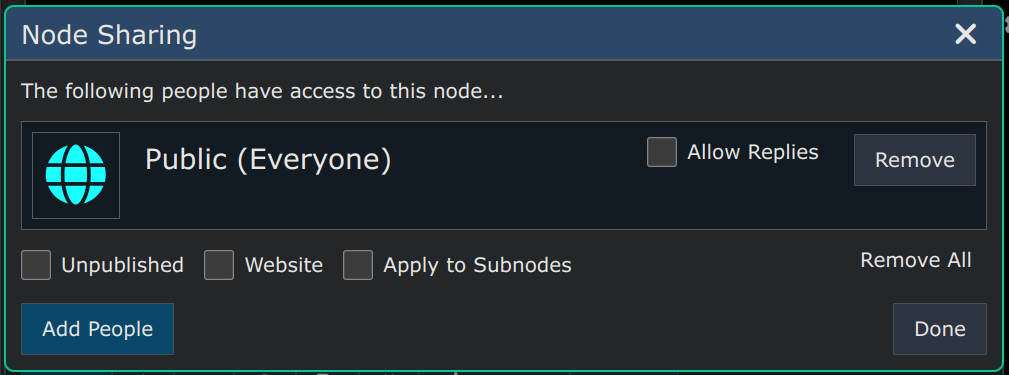 Node Sharing
The following people have access to this node...
Public (Everyone)
Allow Replies
Remove
Unpublished
Website
Apply to Subnodes
Remove All
Add People
Done